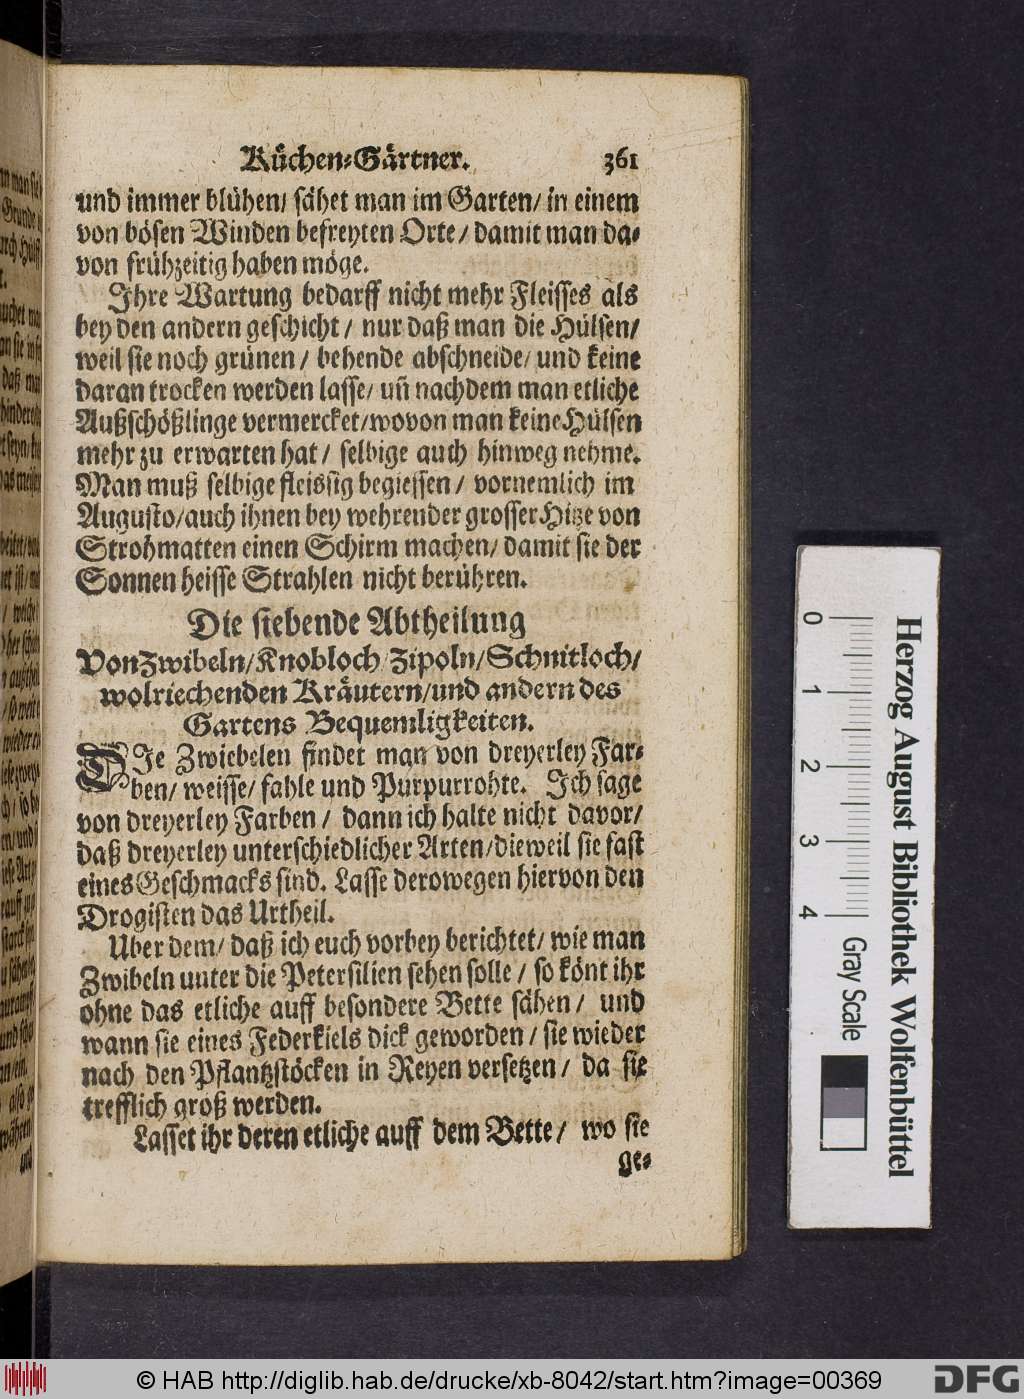 Küchen-Gärtner. 361
und immer blühen/ sähet man im Garten/ in einem
von bösen Winden befreyten Orte/ damit man da-
von frühzeitig haben möge.
Ihre Wartung bedarff nicht mehr Fleisses als
bey den andern geschicht/ nur daß man die Hülsen/
weil sie noch grünen/ behende abschneide/ und keine
daran trocken werden lasse/ uñ nachdem man etliche
Außschößlinge vermercket/ wovon man keine Hülsen
mehr zu erwarten hat/ selbige auch hinweg nehme.
Man muß selbige fleissig begiessen/ vornemlich im
Augusto/ auch ihnen bey wehrender grosser Hitze von
Strohmatten einen Schirm machen/ damit sie der
Sonnen heisse Strahlen nicht berühren.
Die siebende Abtheilung
Von Zwibeln/ Knobloch/ Zipoln/ Schnitloch/
wolriechenden Kräutern/ und andern des
Gartens Bequemligkeiten.
DIe Zwiebelen findet man von dreyerley Far-
ben/ weisse/ fahle und Purpurrohte. Ich sage
von dreyerley Farben/ dann ich halte nicht davor/
daß dreyerley unterschiedlicher Arten/ dieweil sie fast
eines Geschmacks sind. Lasse derowegen hiervon den
Drogisten das Urtheil.
Uber dem/ daß ich euch vorbey berichtet/ wie man
Zwibeln unter die Petersilien sehen solle/ so könt ihr
ohne das etliche auff besondere Bette sähen/ und
wann sie eines Federkiels dick geworden/ sie wieder
nach den Pflantzstöcken in Reyen versetzen/ da sie
trefflich groß werden.
Lasset ihr deren etliche auff dem Bette/ wo sie
ge-
0 1 2 3 4 Gray Scale
Herzog August Bibliothek Wolfenbüttel
© HAB http://diglib.hab.de/drucke/xb-8042/start.htm?image=00369
DFG